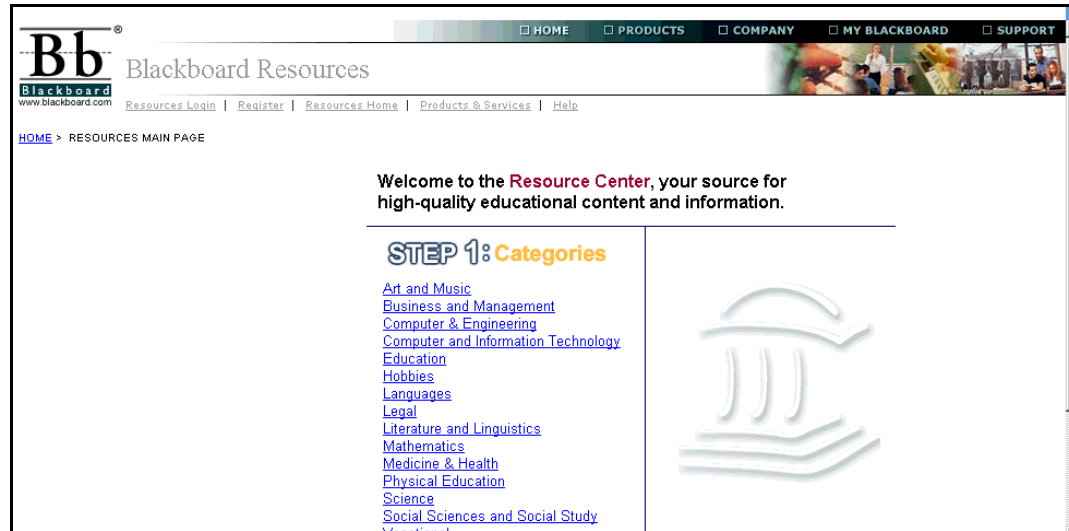 Bb ®
Blackboard
www.blackboard.com
HOME PRODUCTS COMPANY MY BLACKBOARD SUPPORT
Blackboard Resources
Resources Login | Register | Resources Home | Products & Services | Help
HOME > RESOURCES MAIN PAGE
Welcome to the Resource Center, your source for
high-quality educational content and information.
STEP 1: Categories
Art and Music
Business and Management
Computer & Engineering
Computer and Information Technology
Education
Hobbies
Languages
Legal
Literature and Linguistics
Mathematics
Medicine & Health
Physical Education
Science
Social Sciences and Social Study